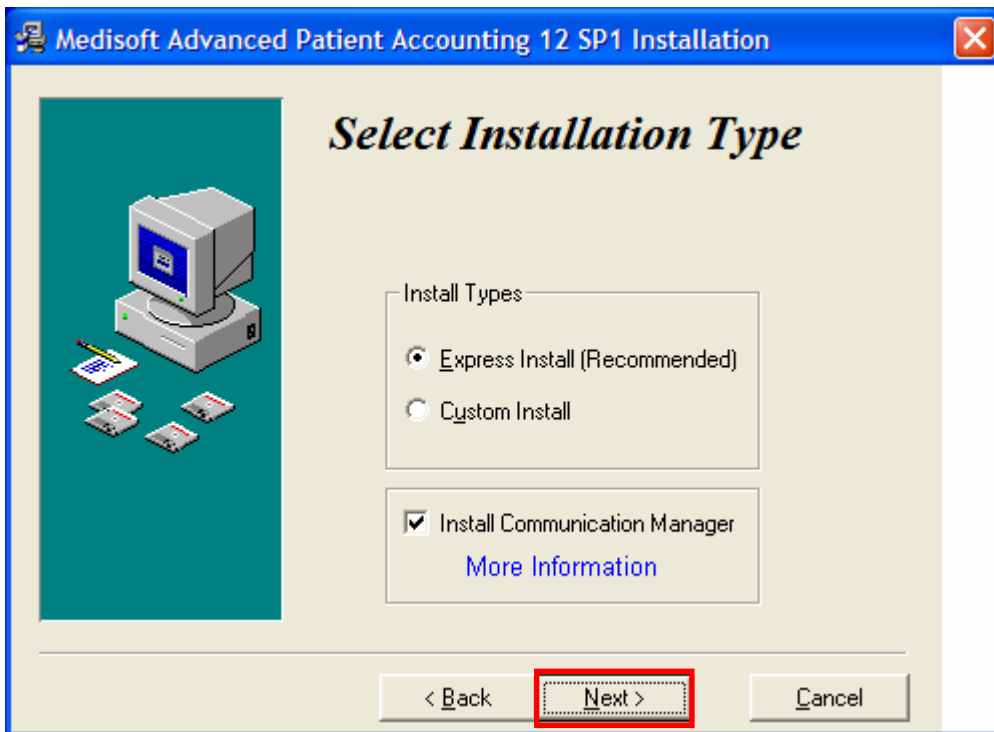 Medisoft Advanced Patient Accounting 12 SP1 Installation
Select Installation Type
Install Types
Express Install (Recommended)
Custom Install
Install Communication Manager
More Information
< Back Next > Cancel